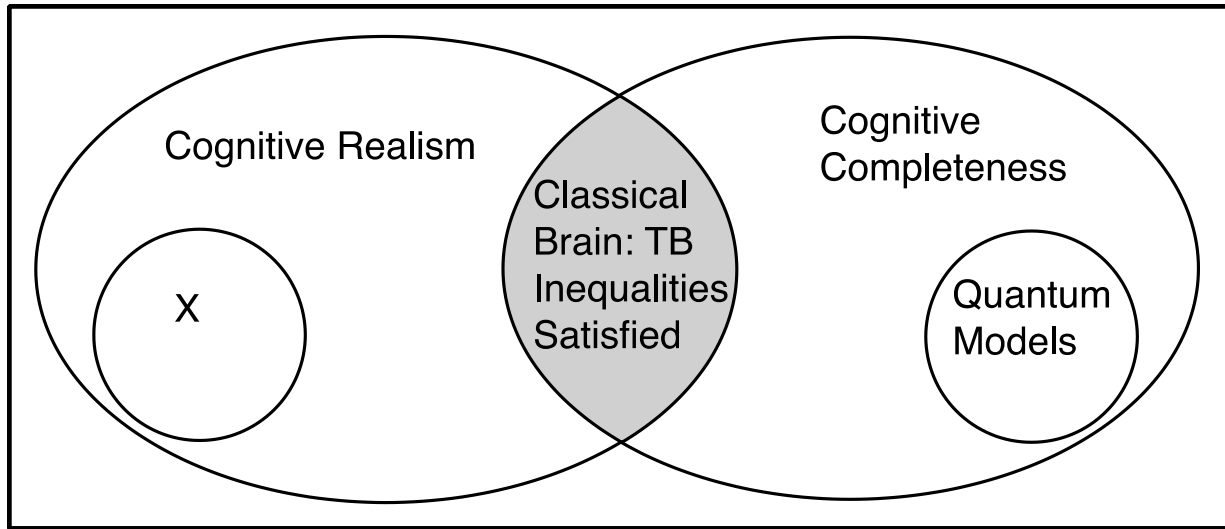 Cognitive Realism
Cognitive
Completeness
Classical
Brain: TB
Inequalities
Satisfied
X
Quantum
Models